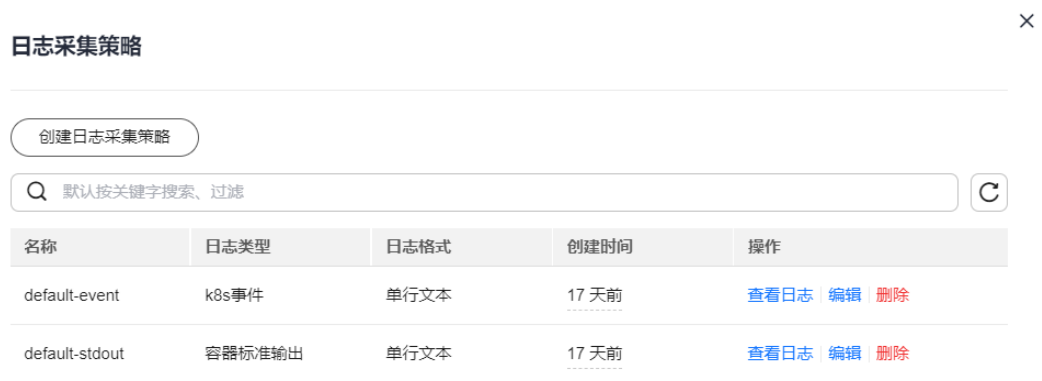 日志采集策略
创建日志采集策略
默认按关键字搜索、过滤
名称 日志类型 日志格式 创建时间 操作
default-event k8s事件 单行文本 17 天前 查看日志 编辑 删除
default-stdout 容器标准输出 单行文本 17 天前 查看日志 编辑 删除